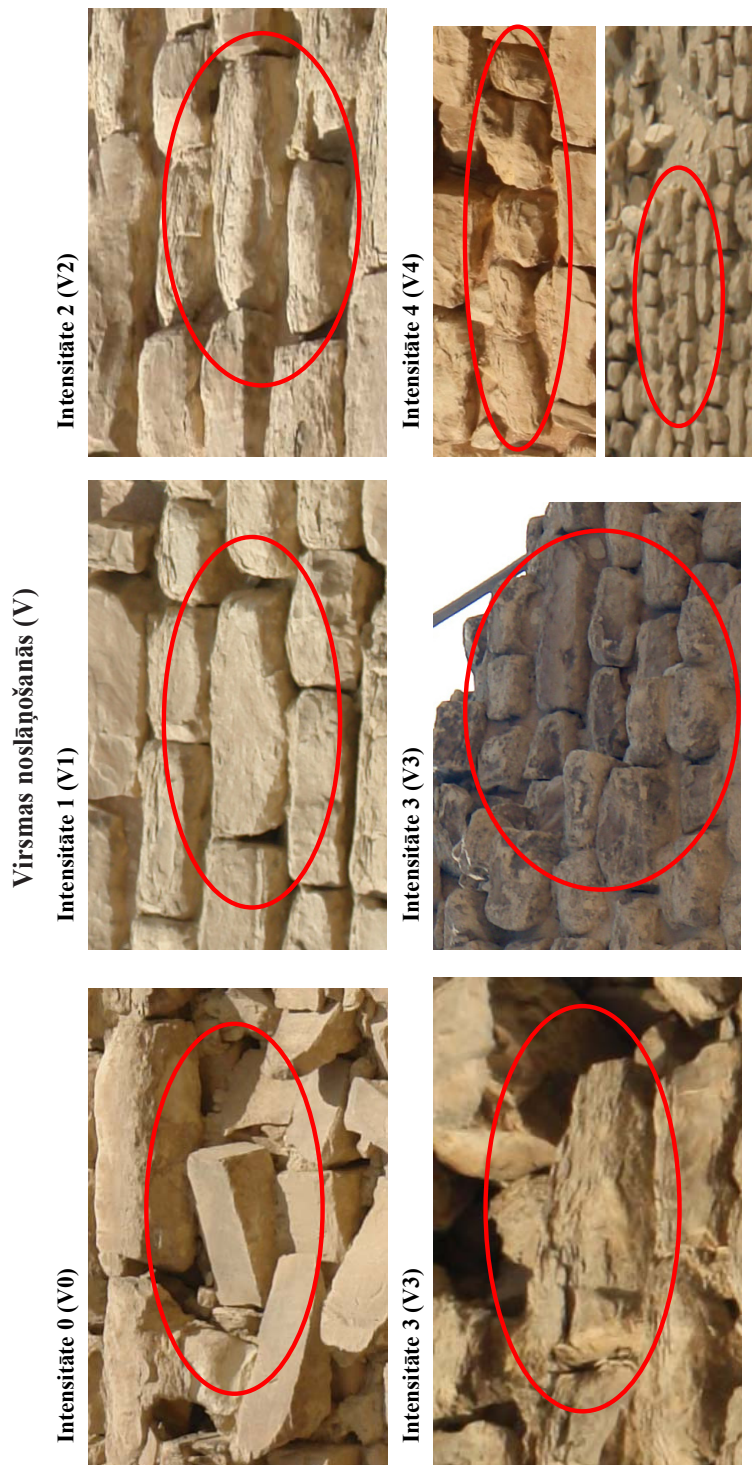 Virsmas noslāņošanās (V)
Intensitāte 0 (V0)
Intensitāte 1 (V1)
Intensitāte 2 (V2)
Intensitāte 3 (V3)
Intensitāte 3 (V3)
Intensitāte 4 (V4)